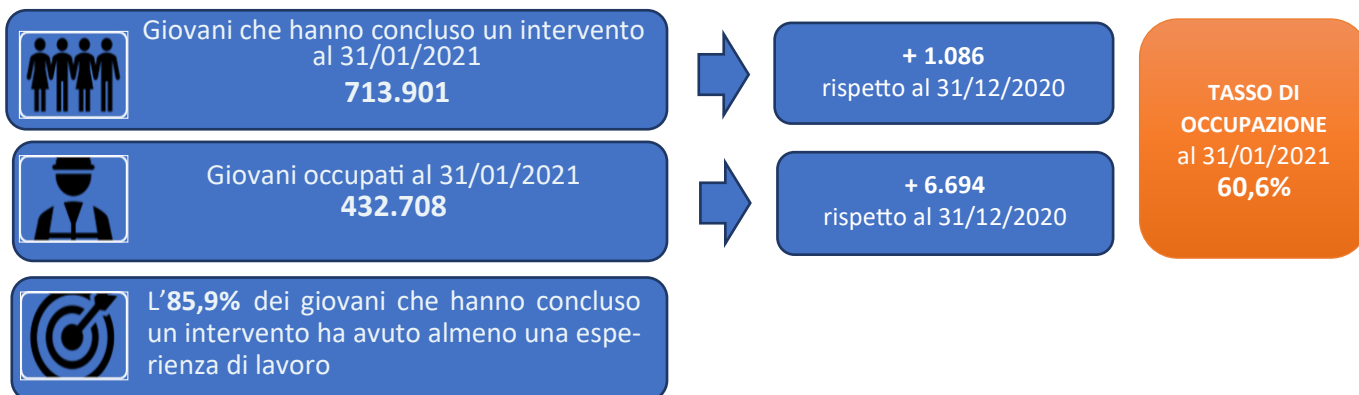 Giovani che hanno concluso un intervento
al 31/01/2021
713.901
+ 1.086
rispetto al 31/12/2020
TASSO DI
OCCUPAZIONE
al 31/01/2021
60,6%
Giovani occupati al 31/01/2021
432.708
+ 6.694
rispetto al 31/12/2020
L’85,9% dei giovani che hanno concluso
un intervento ha avuto almeno una espe-
rienza di lavoro